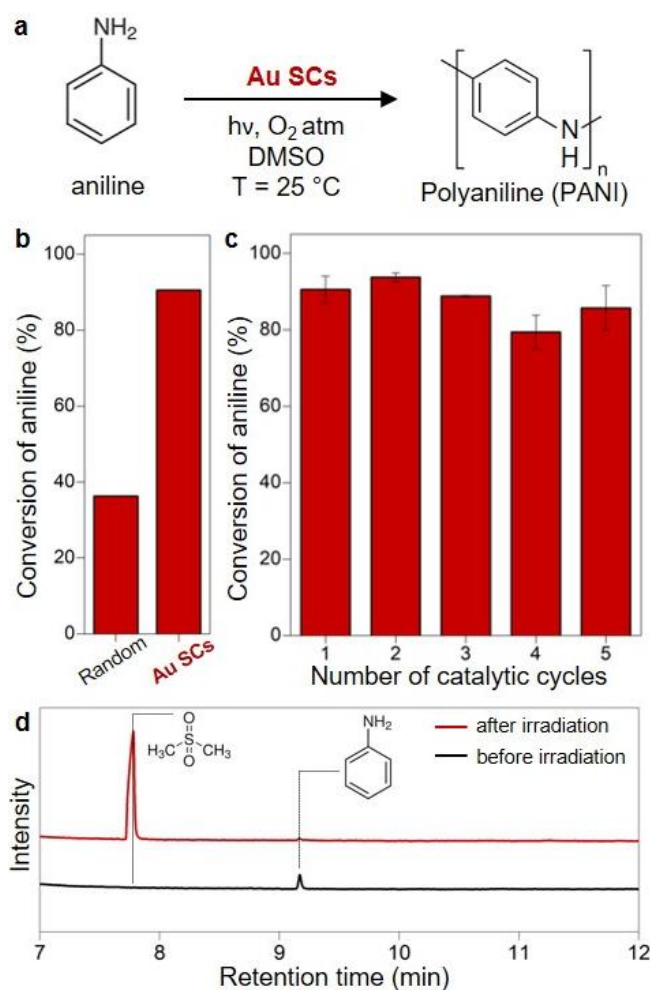 a
NH2
aniline
Au SCs
hν, O2 atm
DMSO
T = 25 °C
N
H
n
Polyaniline (PANI)
b
Conversion of aniline (%)
100
80
60
40
20
0
Random
Au SCs
c
Conversion of aniline (%)
100
80
60
40
20
0
1 2 3 4 5
Number of catalytic cycles
d
Intensity
O
H3C S CH3
O
NH2
after irradiation
before irradiation
7 8 9 10 11 12
Retention time (min)